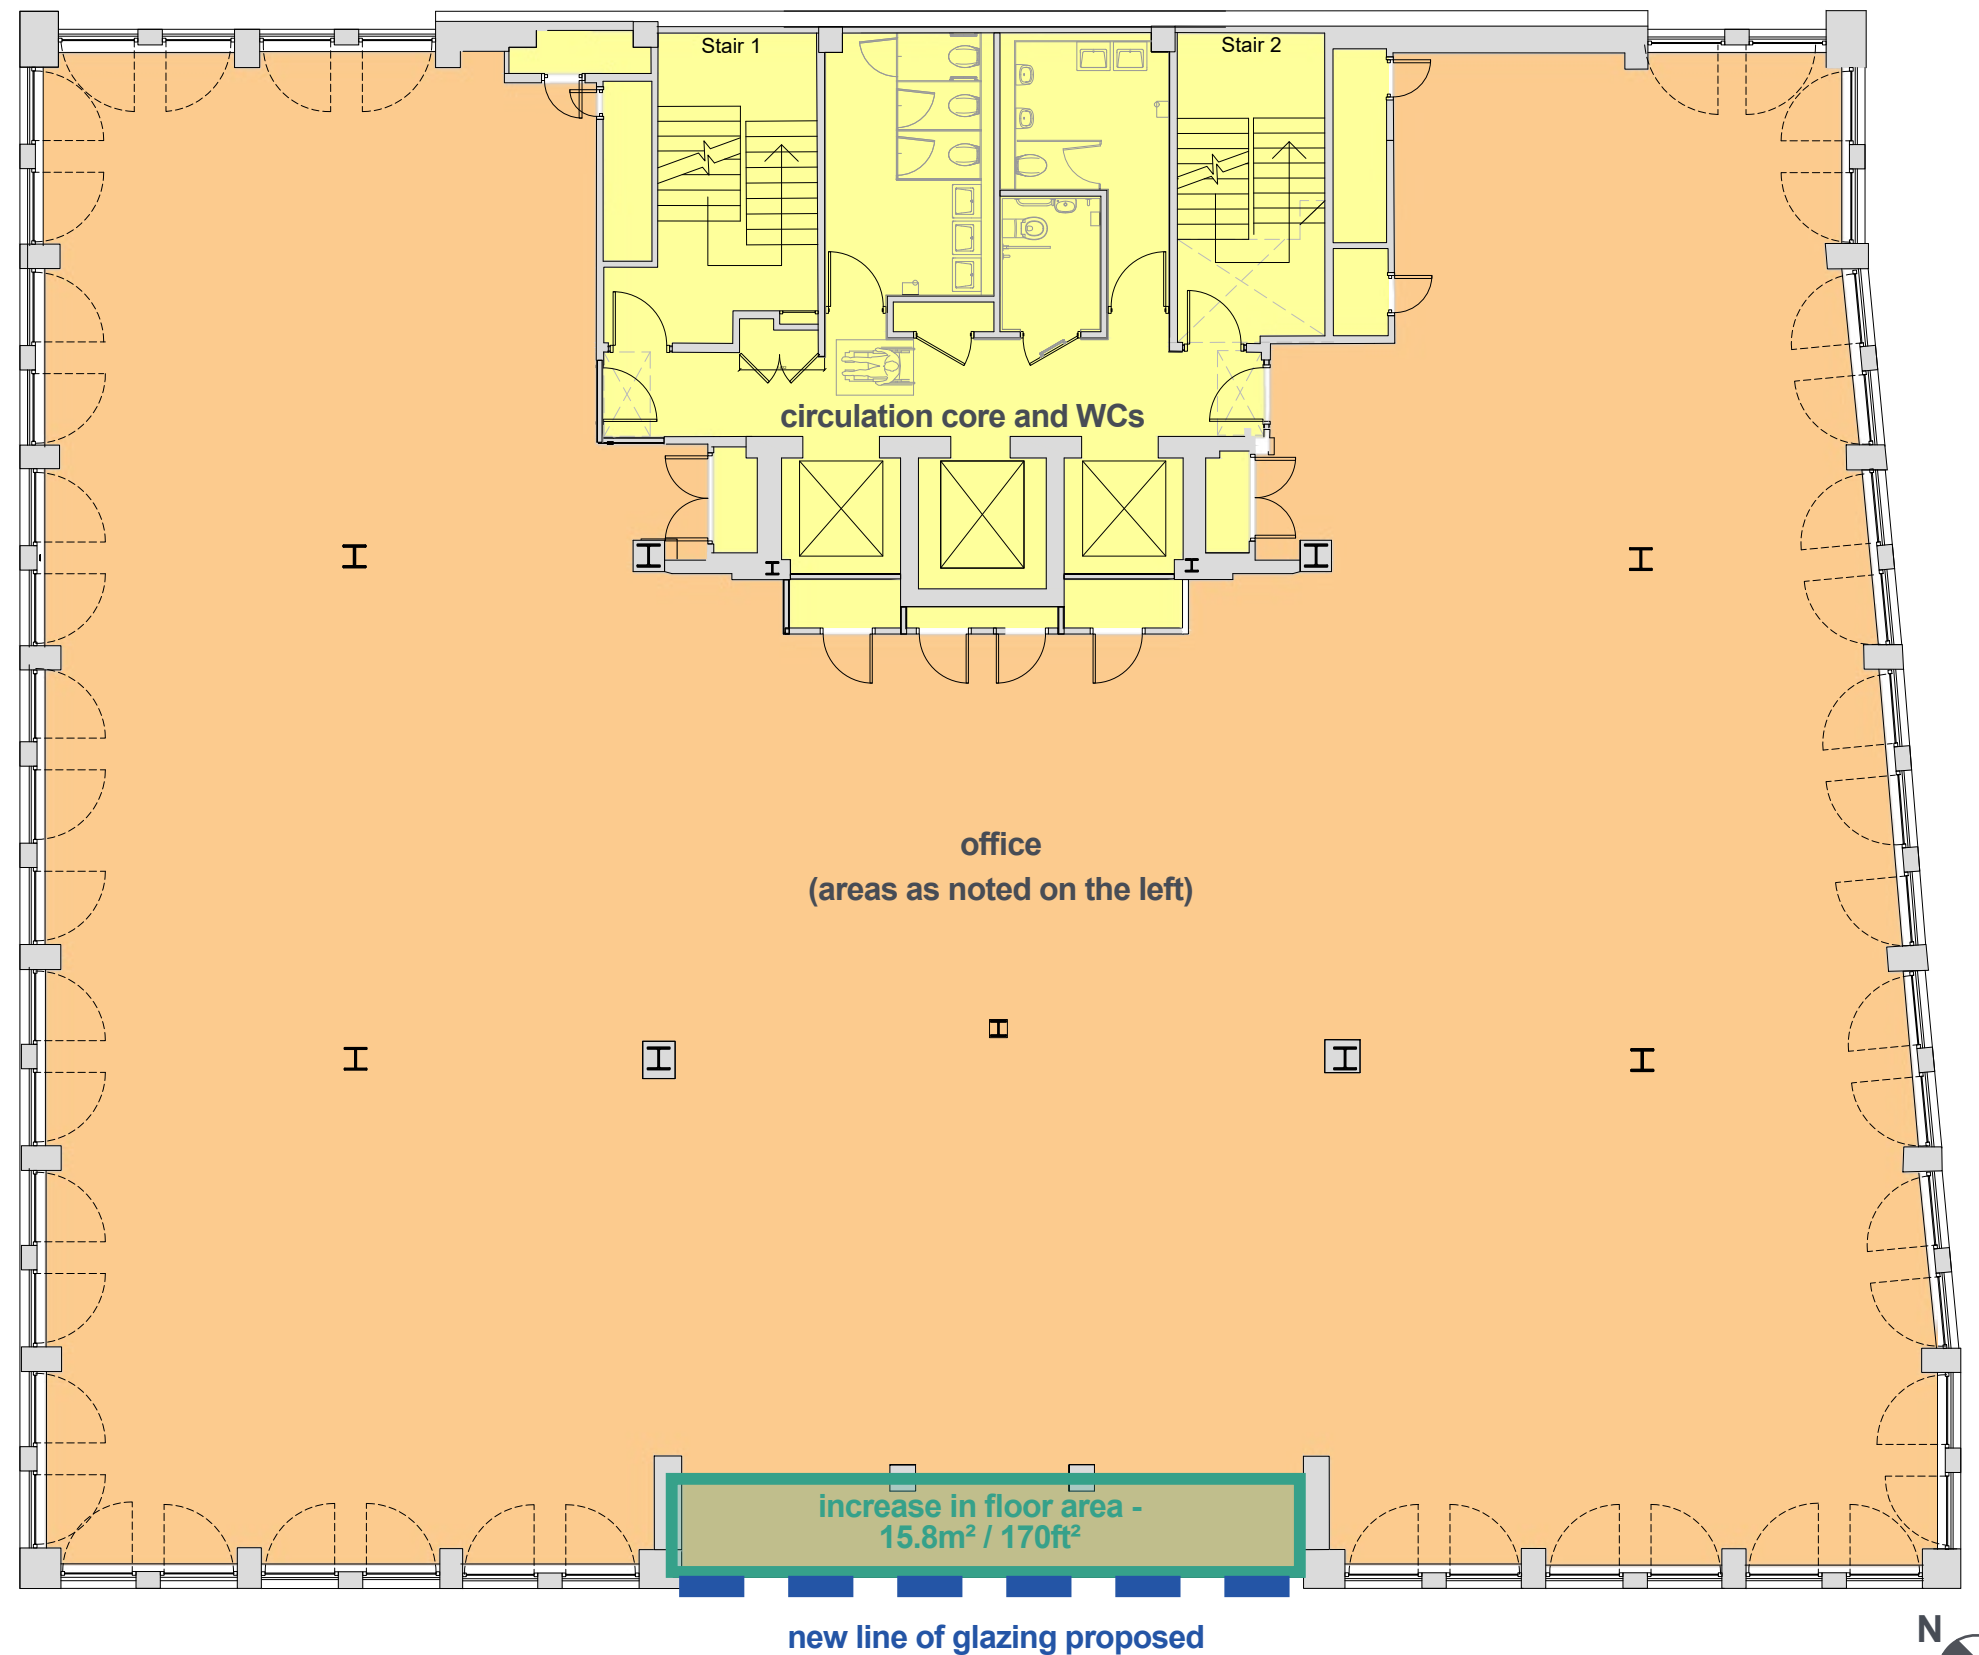 Stair 1
Stair 2
circulation core and WCs
office
(areas as noted on the left)
increase in floor area -
15.8m² / 170ft²
new line of glazing proposed
N